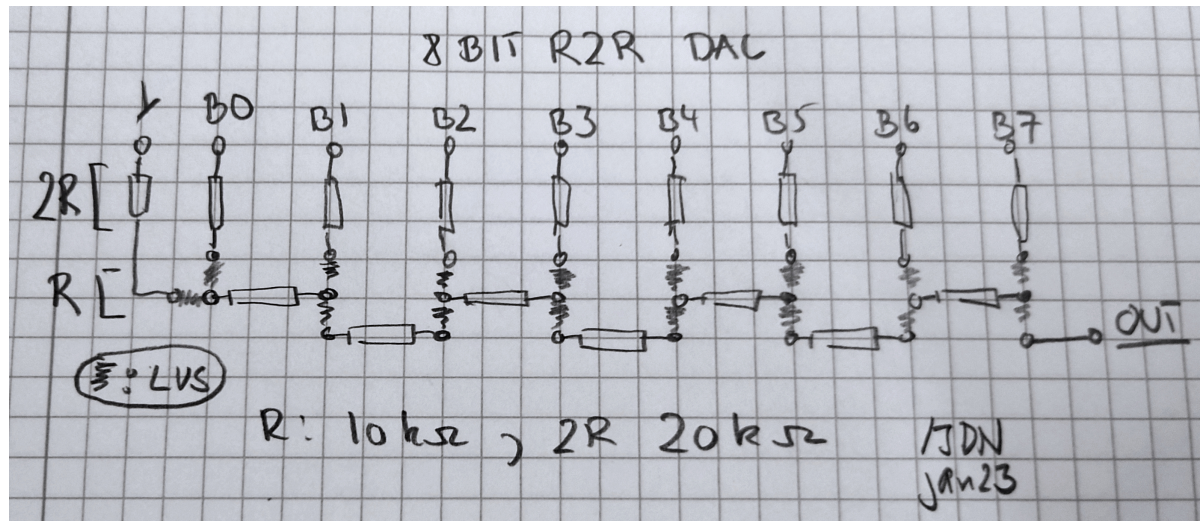 8 BIT R2R DAC
B0 B1 B2 B3 B4 B5 B6 B7
2R
R
OUT
: LVS
R: 10kΩ, 2R 20kΩ
/JDN
jan23